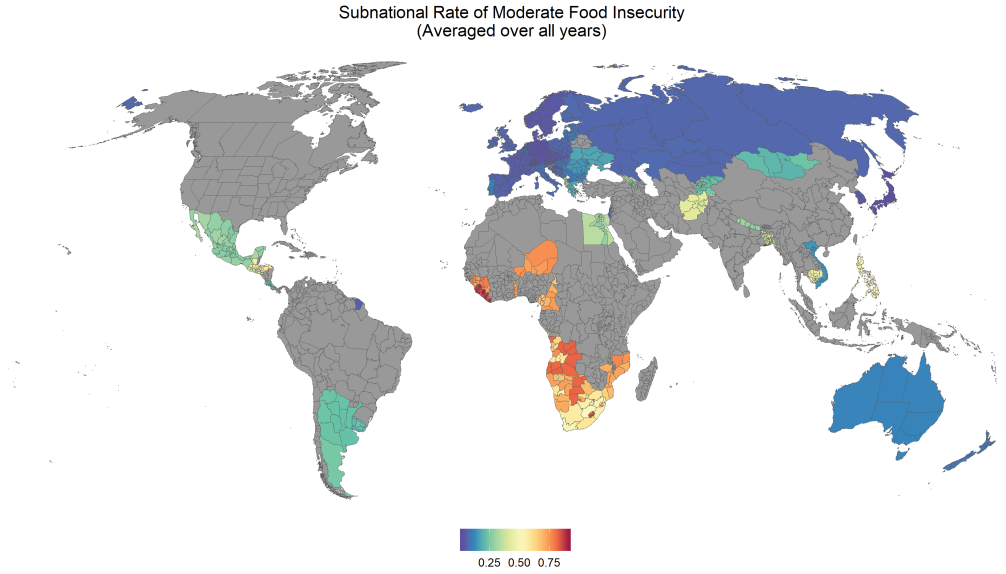 Subnational Rate of Moderate Food Insecurity
(Averaged over all years)
0.25 0.50 0.75